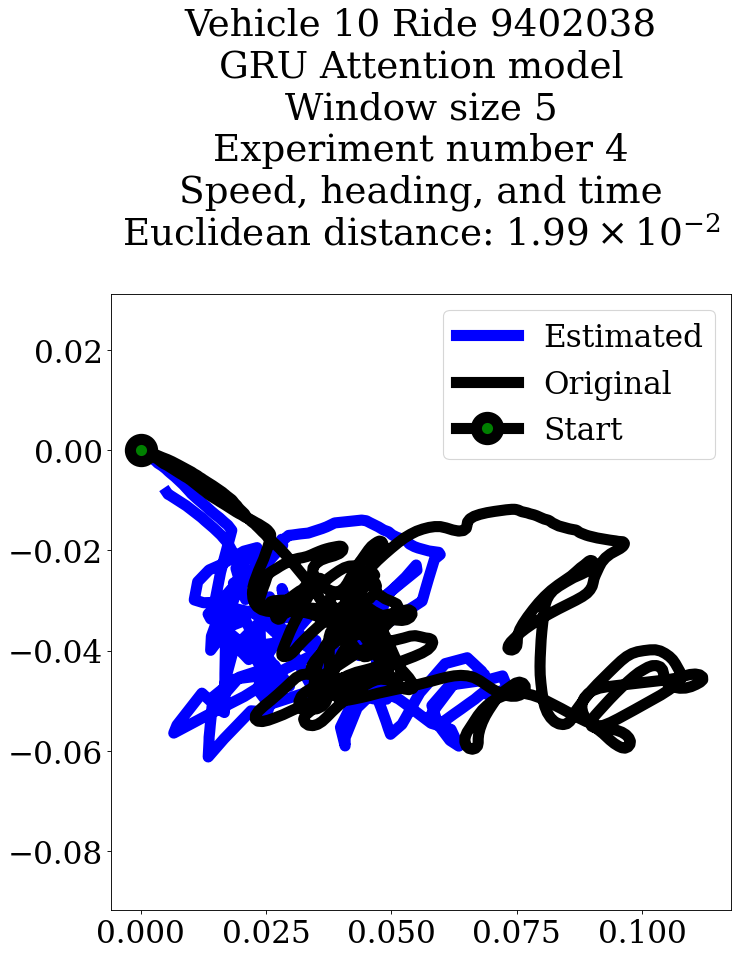 Vehicle 10 Ride 9402038
GRU Attention model
Window size 5
Experiment number 4
Speed, heading, and time
Euclidean distance: 1.99 × 10⁻²
Estimated
Original
Start
0.02
0.00
−0.02
−0.04
−0.06
−0.08
0.000 0.025 0.050 0.075 0.100